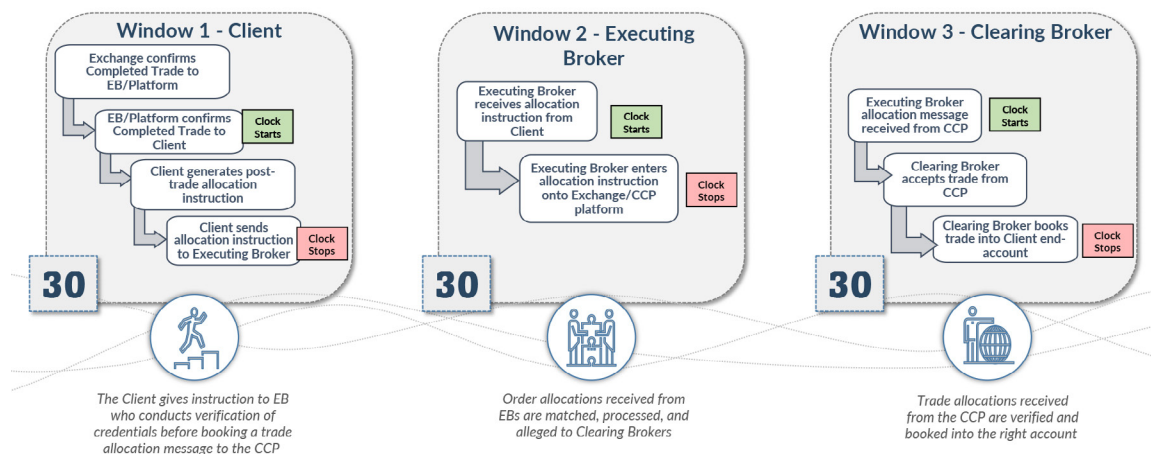 Window 1 - Client
Exchange confirms
Completed Trade to
EB/Platform
EB/Platform confirms
Completed Trade to
Client
Clock
Starts
Client generates post-
trade allocation
instruction
Client sends
allocation instruction
to Executing Broker
Clock
Stops
30
The Client gives instruction to EB
who conducts verification of
credentials before booking a trade
allocation message to the CCP
Window 2 - Executing
Broker
Executing Broker
receives allocation
instruction from
Client
Clock
Starts
Executing Broker enters
allocation instruction
onto Exchange/CCP
platform
Clock
Stops
30
Order allocations received from
EBs are matched, processed, and
alleged to Clearing Brokers
Window 3 - Clearing Broker
Executing Broker
allocation message
received from CCP
Clock
Starts
Clearing Broker
accepts trade from
CCP
Clearing Broker books
trade into Client end-
account
Clock
Stops
30
Trade allocations received
from the CCP are verified and
booked into the right account